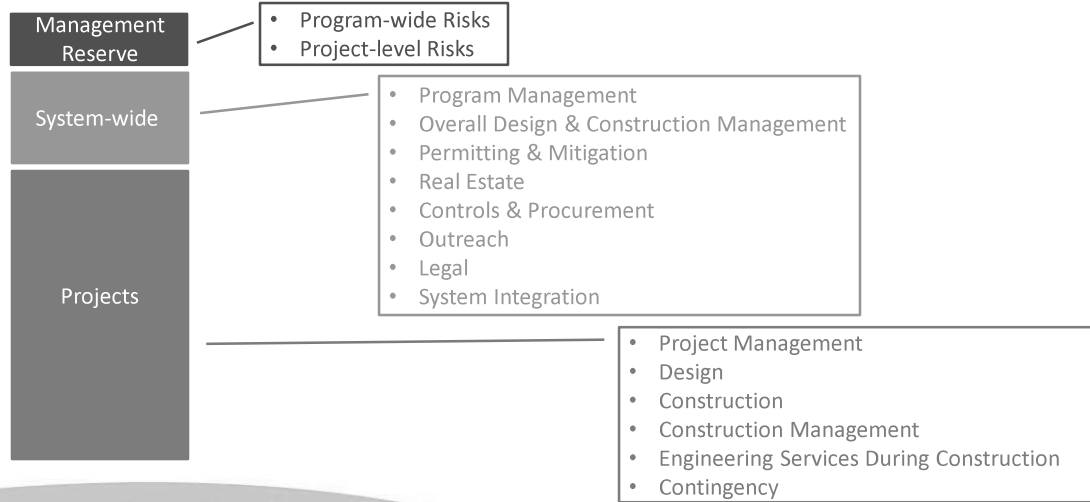 Management
Reserve
• Program-wide Risks
• Project-level Risks
System-wide
• Program Management
• Overall Design & Construction Management
• Permitting & Mitigation
• Real Estate
• Controls & Procurement
• Outreach
• Legal
• System Integration
Projects
• Project Management
• Design
• Construction
• Construction Management
• Engineering Services During Construction
• Contingency